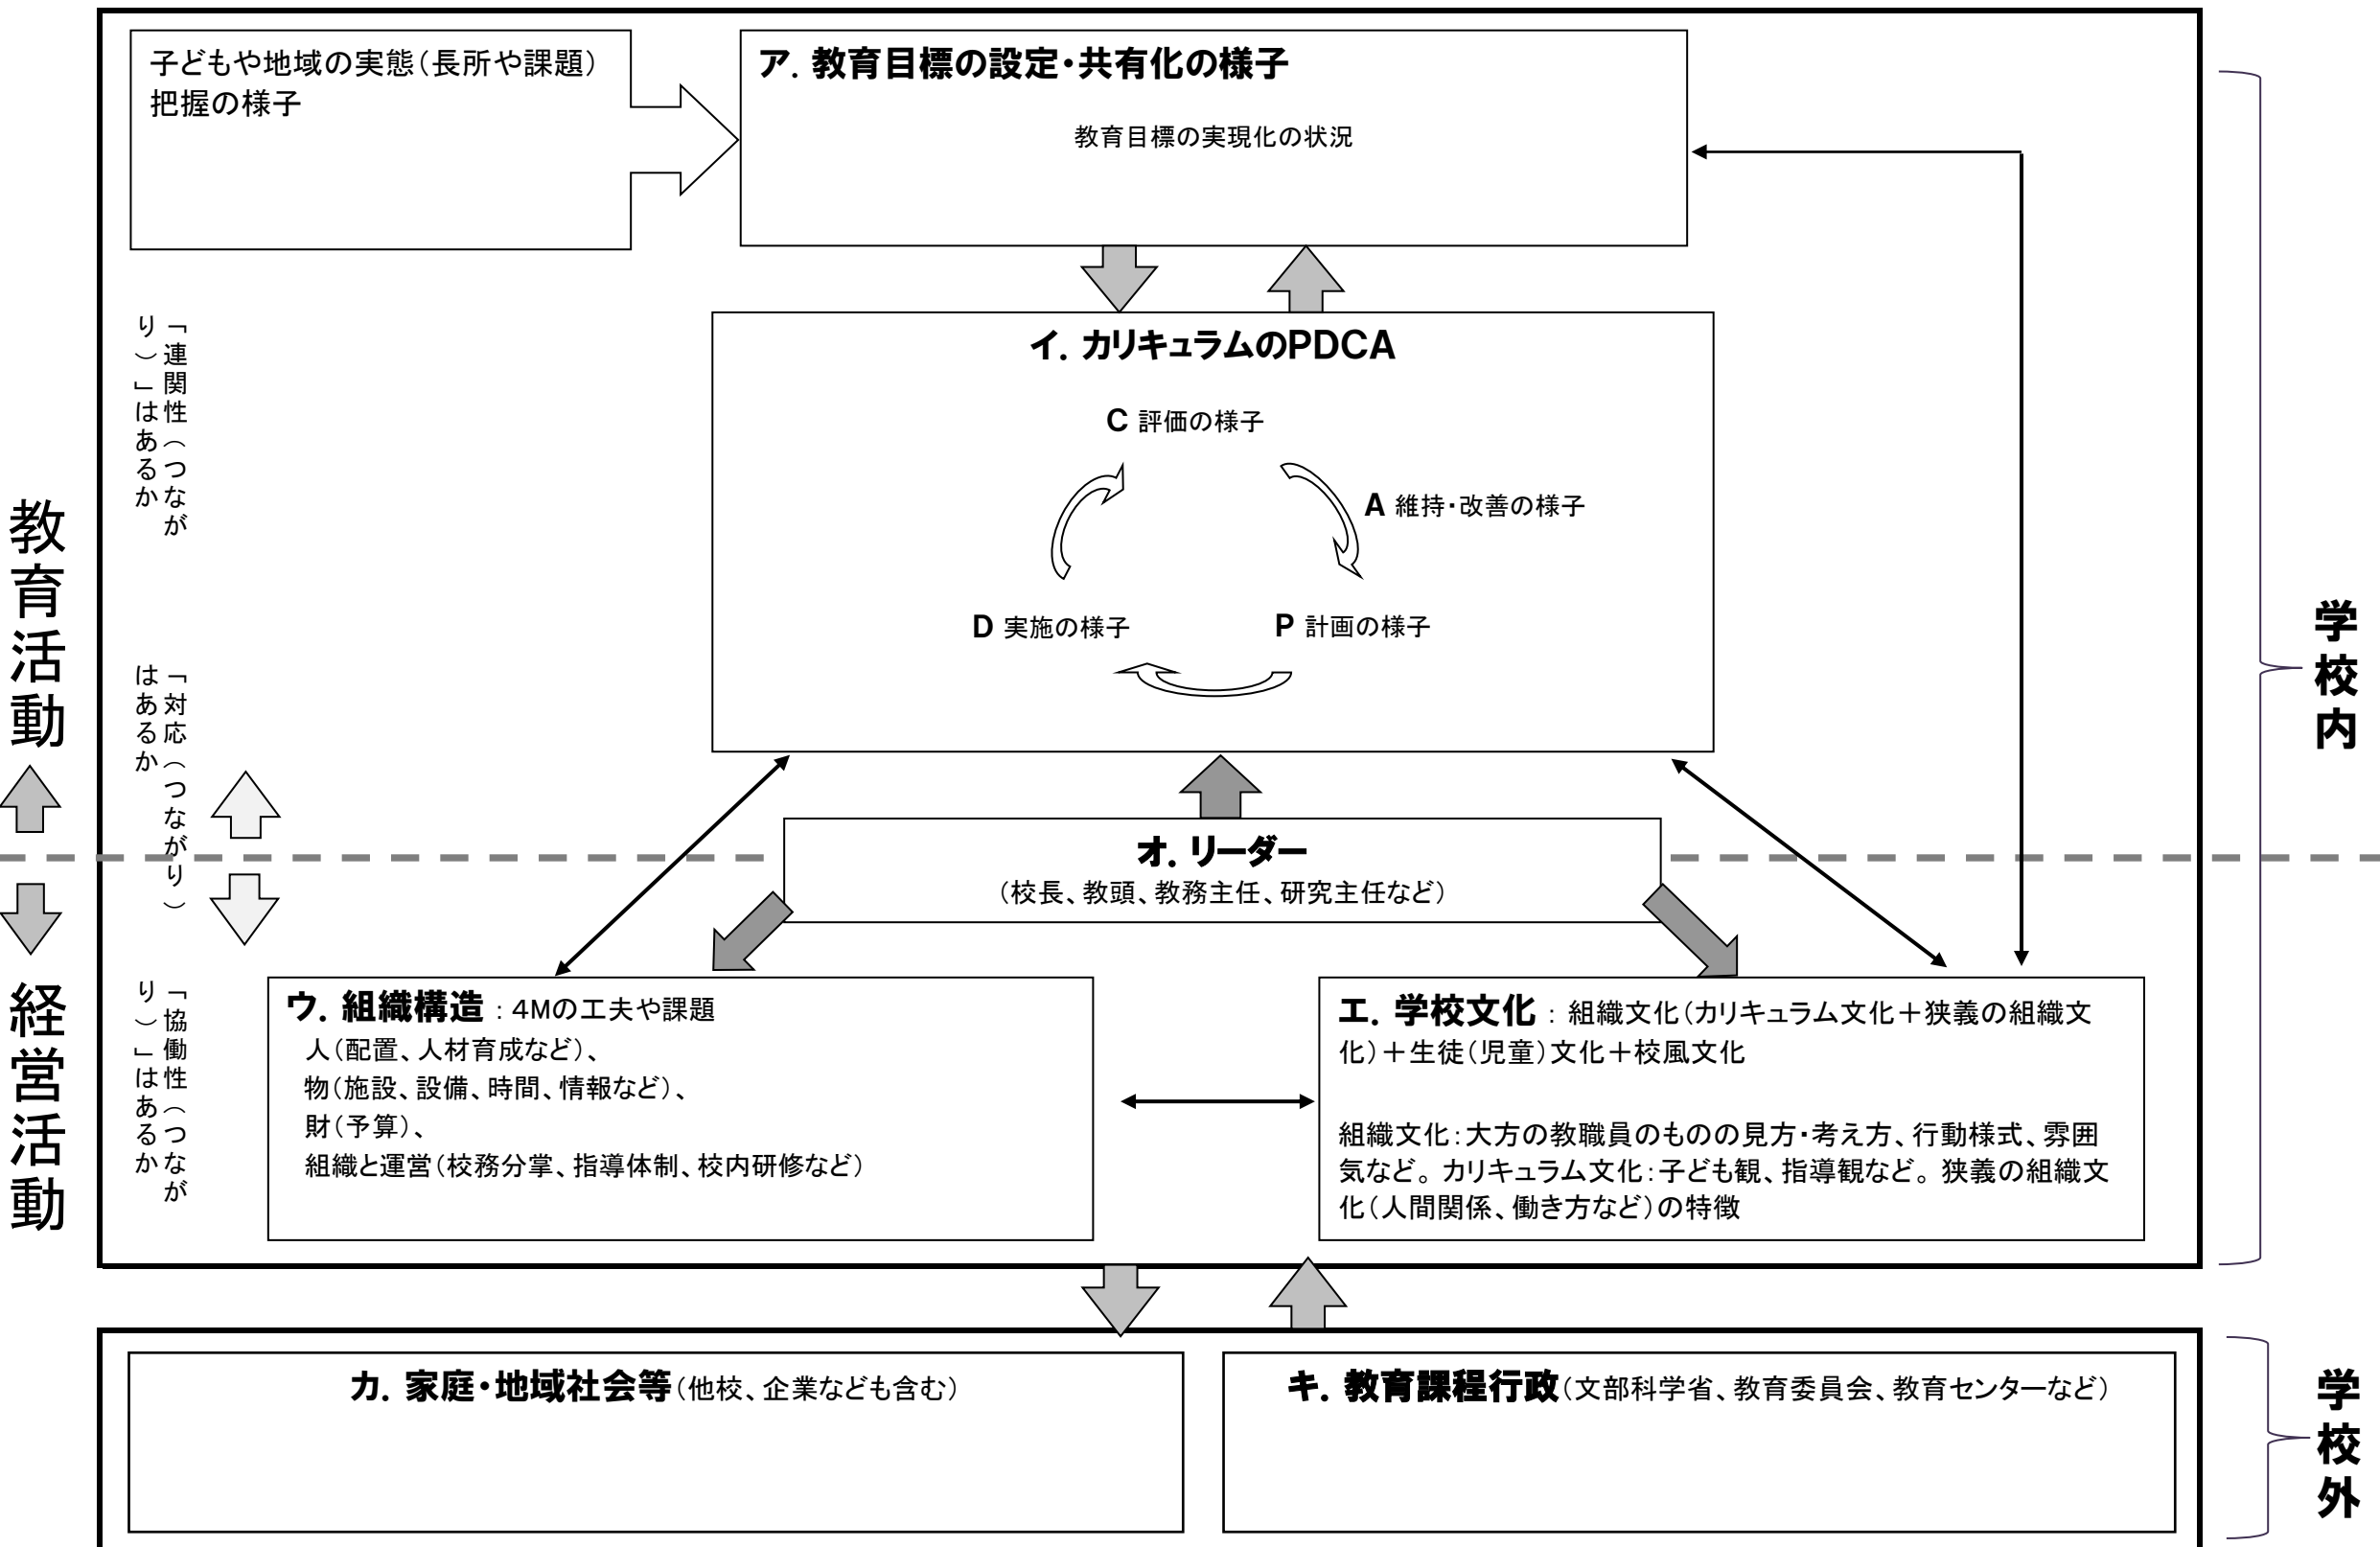 子どもや地域の実態（長所や課題）
把握の様子
ア．教育目標の設定・共有化の様子
教育目標の実現化の状況
「連関性（つなが
り）」はあるか
イ．カリキュラムのPDCA
C 評価の様子
A 維持・改善の様子
D 実施の様子
P 計画の様子
教育活動
学校内
「対応（つながり）
はあるか
オ．リーダー
（校長、教頭、教務主任、研究主任など）
経営活動
「協働性（つなが
り）」はあるか
ウ．組織構造：4Mの工夫や課題
人（配置、人材育成など）、
物（施設、設備、時間、情報など）、
財（予算）、
組織と運営（校務分掌、指導体制、校内研修など）
エ．学校文化：組織文化（カリキュラム文化＋狭義の組織文
化）＋生徒（児童）文化＋校風文化
組織文化：大方の教職員のものの見方・考え方、行動様式、雰囲
気など。カリキュラム文化：子ども観、指導観など。狭義の組織文
化（人間関係、働き方など）の特徴
カ．家庭・地域社会等（他校、企業なども含む）
キ．教育課程行政（文部科学省、教育委員会、教育センターなど）
学校外